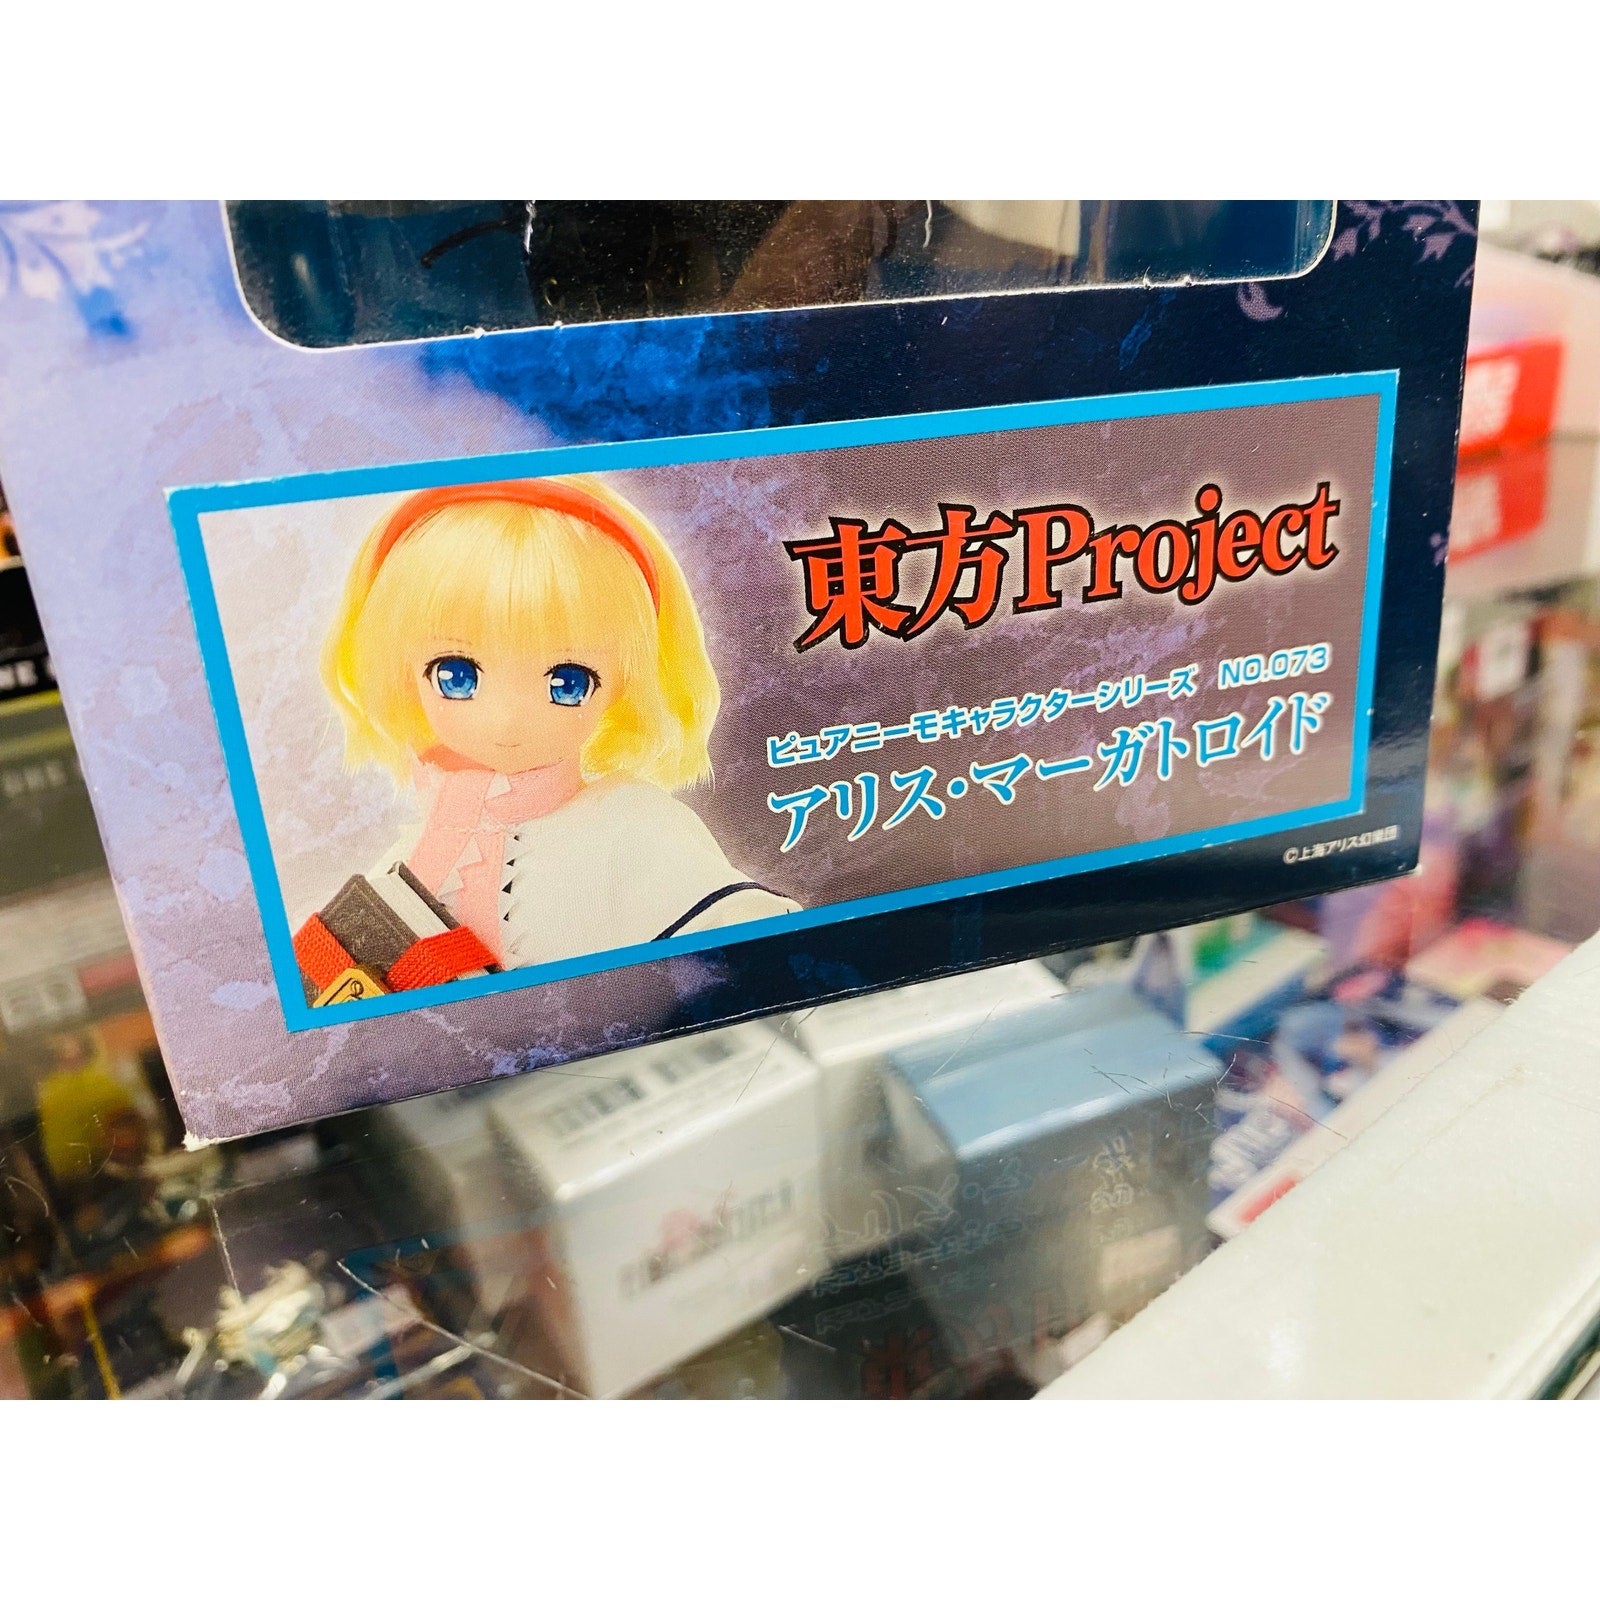 東方Project
ピュアニーモキャラクターシリーズ NO.073
アリス・マーガトロイド
©上海アリス幻樂団